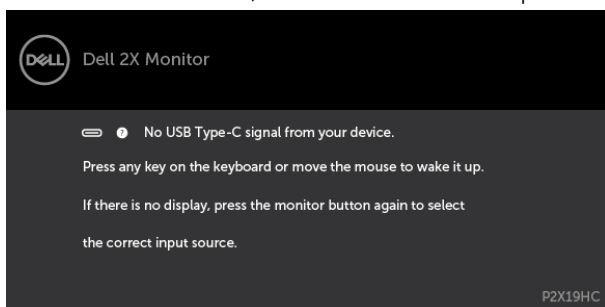 DELL
Dell 2X Monitor
? No USB Type-C signal from your device.
Press any key on the keyboard or move the mouse to wake it up.
If there is no display, press the monitor button again to select
the correct input source.
P2X19HC